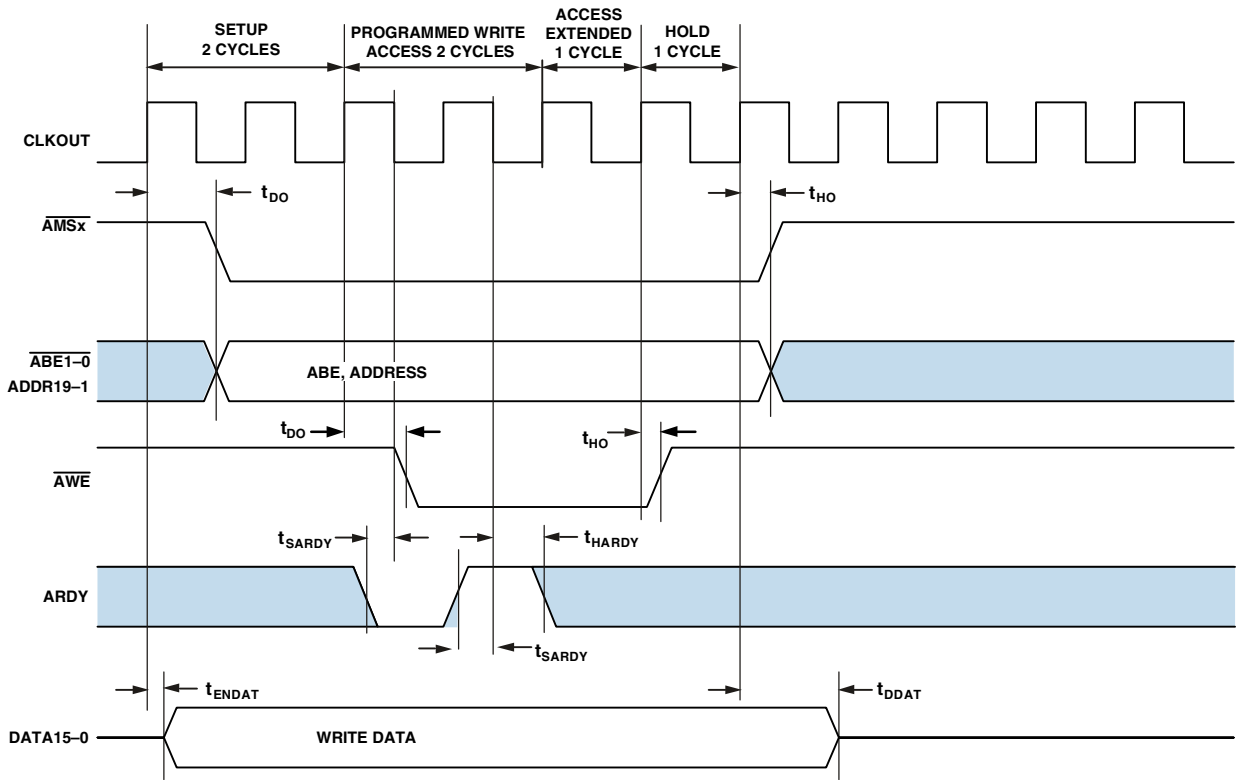 SETUP
2 CYCLES
PROGRAMMED WRITE
ACCESS 2 CYCLES
ACCESS
EXTENDED
1 CYCLE
HOLD
1 CYCLE
CLKOUT
tDO
tHO
AMSx
ABE1–0
ADDR19–1
ABE, ADDRESS
tDO
tHO
AWE
tSARDY
tHARDY
ARDY
tSARDY
tENDAT
tDDAT
DATA15–0
WRITE DATA